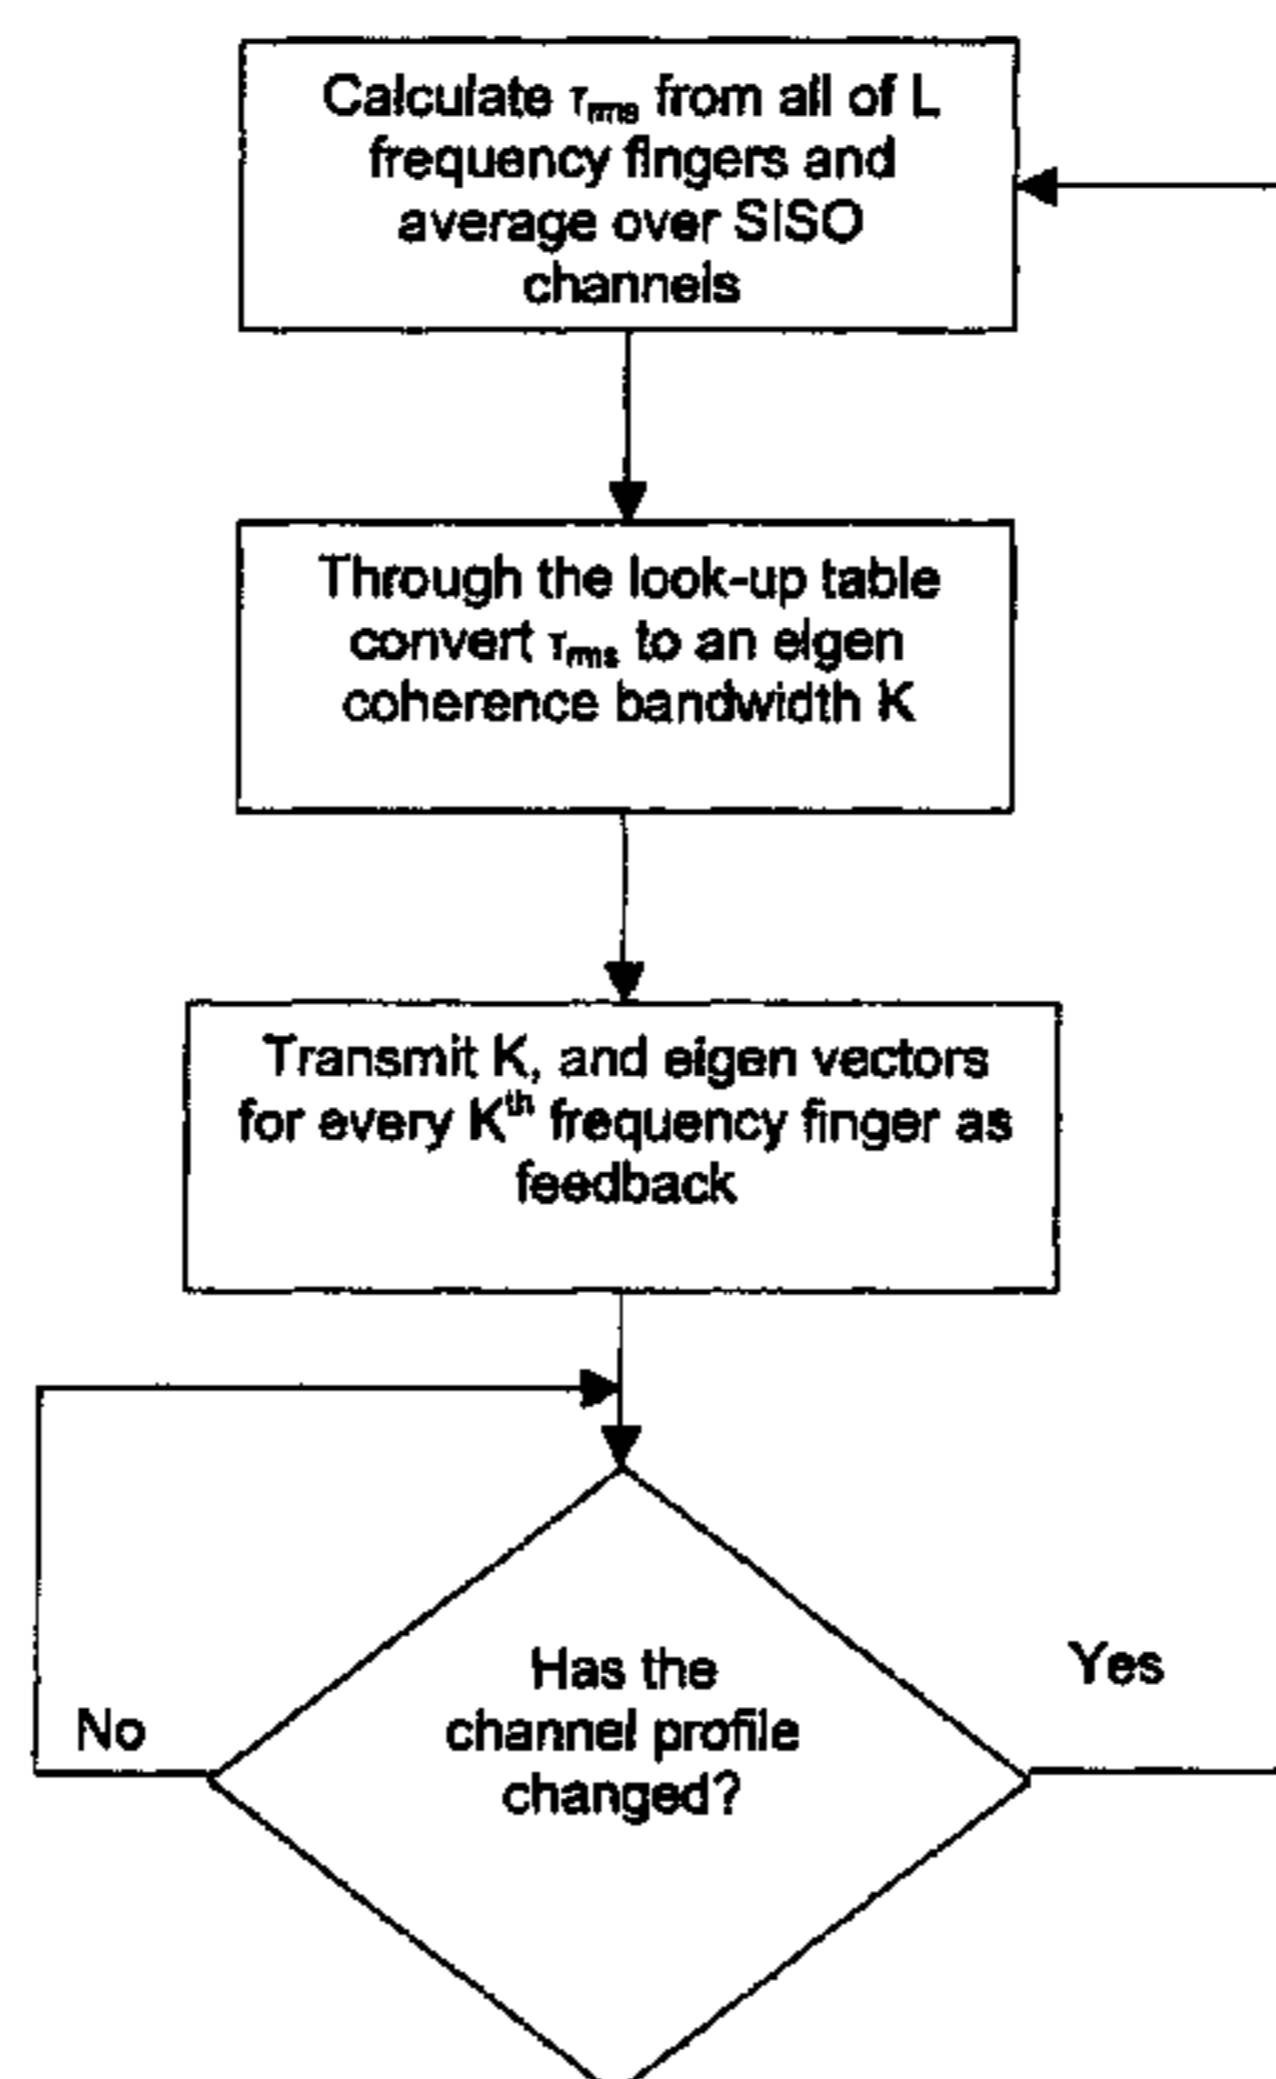 Calculate τrms from all of L
frequency fingers and
average over SISO
channels
Through the look-up table
convert τrms to an eigen
coherence bandwidth K
Transmit K, and eigen vectors
for every Kth frequency finger as
feedback
Has the
channel profile
changed?
Yes
No